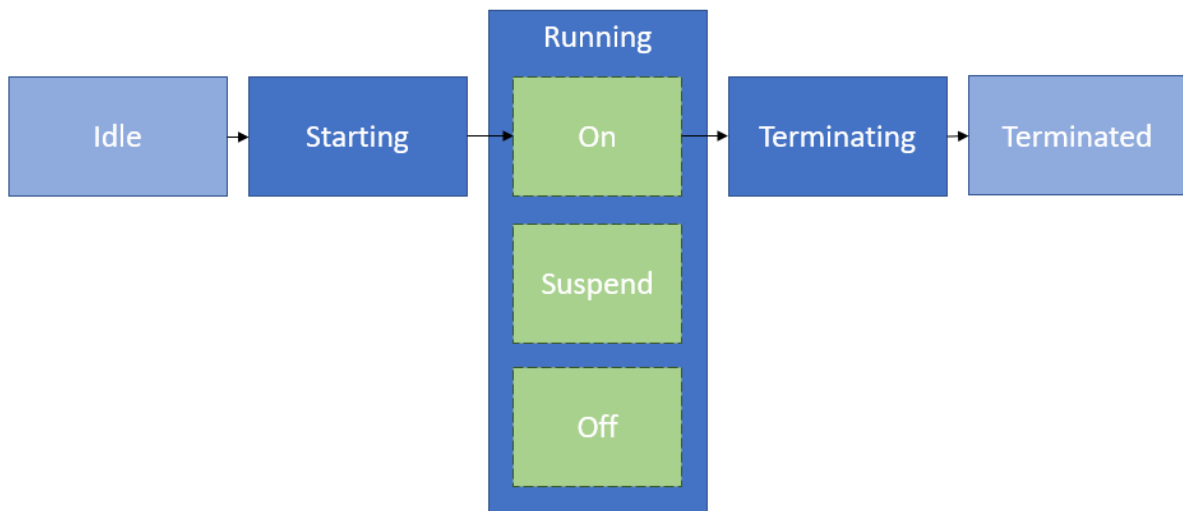 Running
Idle
Starting
On
Terminating
Terminated
Suspend
Off